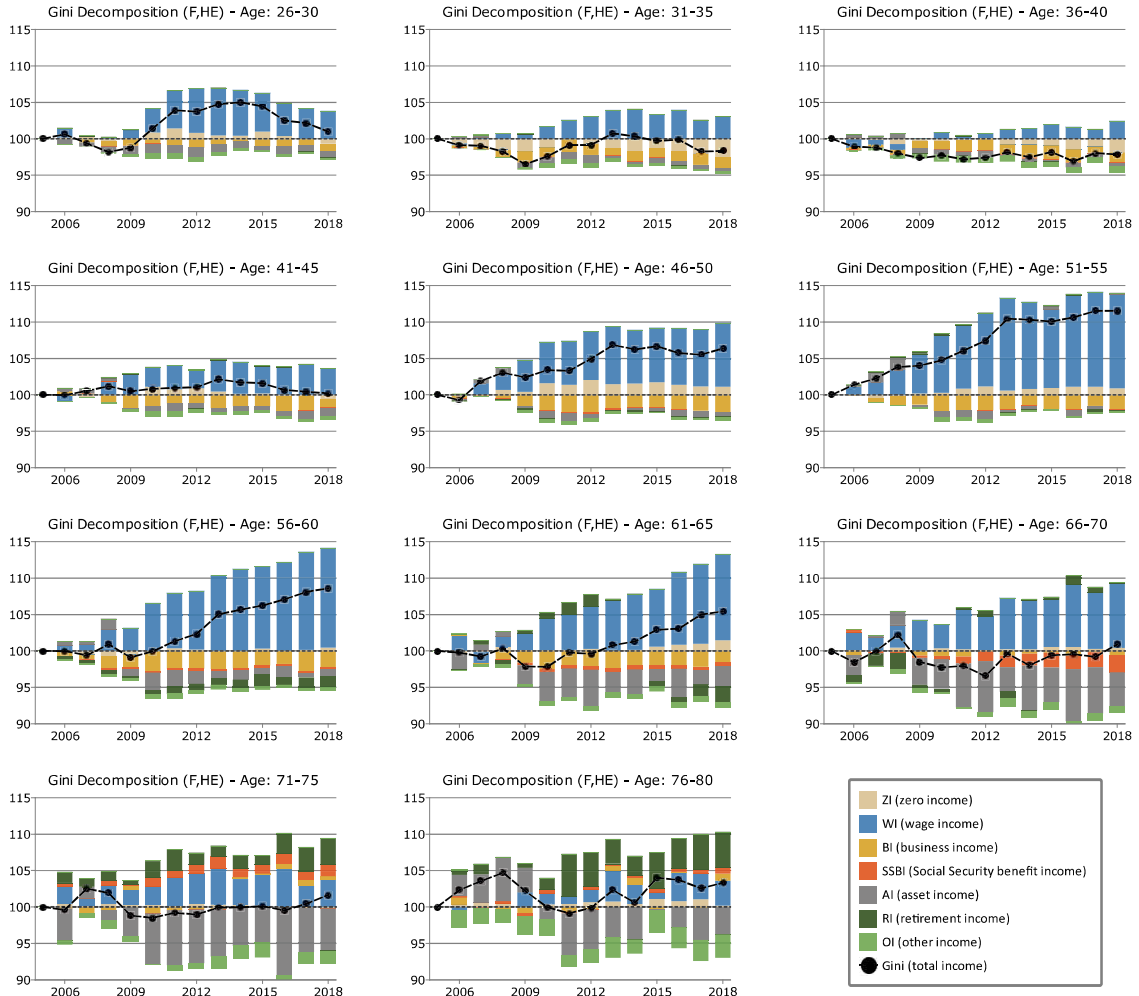 Gini Decomposition (F,HE) - Age: 26-30
115
110
105
100
95
90
2006 2009 2012 2015 2018
Gini Decomposition (F,HE) - Age: 31-35
115
110
105
100
95
90
2006 2009 2012 2015 2018
Gini Decomposition (F,HE) - Age: 36-40
115
110
105
100
95
90
2006 2009 2012 2015 2018
Gini Decomposition (F,HE) - Age: 41-45
115
110
105
100
95
90
2006 2009 2012 2015 2018
Gini Decomposition (F,HE) - Age: 46-50
115
110
105
100
95
90
2006 2009 2012 2015 2018
Gini Decomposition (F,HE) - Age: 51-55
115
110
105
100
95
90
2006 2009 2012 2015 2018
Gini Decomposition (F,HE) - Age: 56-60
115
110
105
100
95
90
2006 2009 2012 2015 2018
Gini Decomposition (F,HE) - Age: 61-65
115
110
105
100
95
90
2006 2009 2012 2015 2018
Gini Decomposition (F,HE) - Age: 66-70
115
110
105
100
95
90
2006 2009 2012 2015 2018
Gini Decomposition (F,HE) - Age: 71-75
115
110
105
100
95
90
2006 2009 2012 2015 2018
Gini Decomposition (F,HE) - Age: 76-80
115
110
105
100
95
90
2006 2009 2012 2015 2018
ZI (zero income)
WI (wage income)
BI (business income)
SSBI (Social Security benefit income)
AI (asset income)
RI (retirement income)
OI (other income)
Gini (total income)